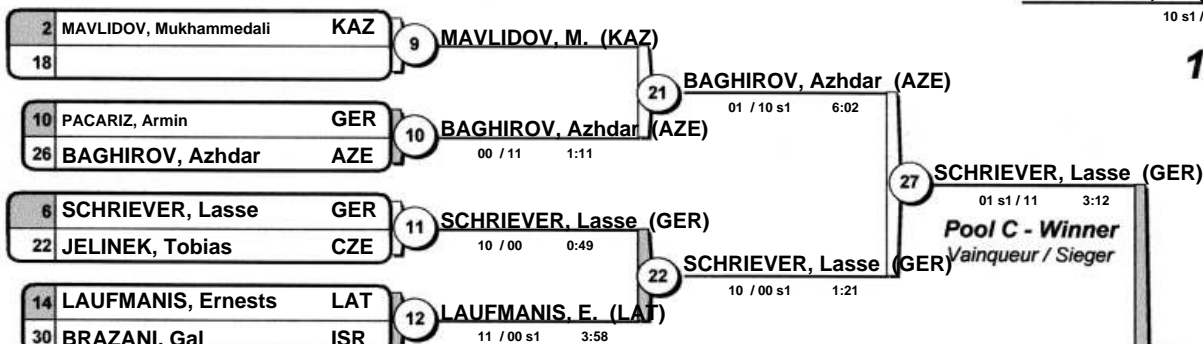 10 s1 /
1
2 MAVLIDOV, Mukhammedali KAZ
18
9
MAVLIDOV, M. (KAZ)
21
BAGHIROV, Azhdar (AZE)
01 / 10 s1 6:02
10 PACARIZ, Armin GER
26 BAGHIROV, Azhdar AZE
10
BAGHIROV, Azhdar (AZE)
00 / 11 1:11
27
SCHRIEVER, Lasse (GER)
01 s1 / 11 3:12
Pool C - Winner
Vainqueur / Sieger
6 SCHRIEVER, Lasse GER
22 JELINEK, Tobias CZE
11
SCHRIEVER, Lasse (GER)
10 / 00 0:49
22
SCHRIEVER, Lasse (GER)
10 / 00 s1 1:21
14 LAUFMANIS, Ernests LAT
30 BRAZANI, Gal ISR
12
LAUFMANIS, E. (LAT)
11 / 00 s1 3:58